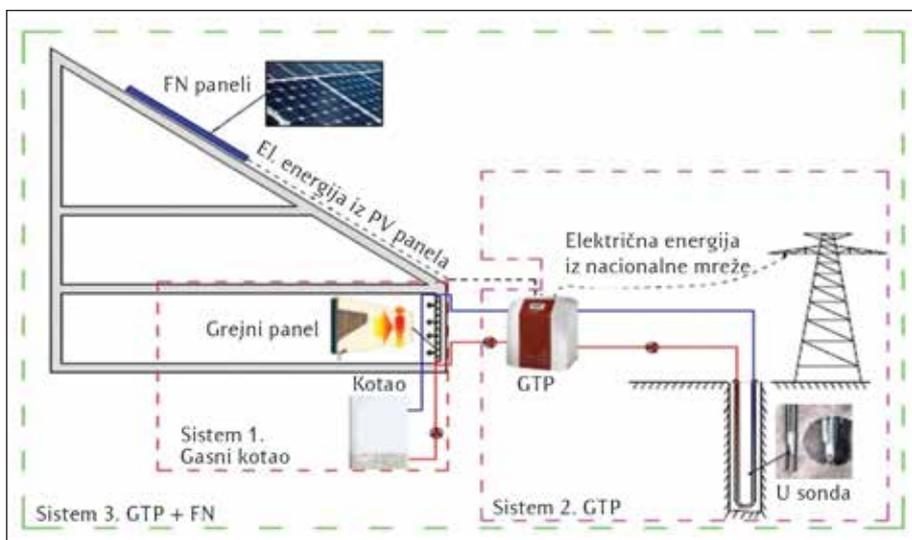 FN paneli
El. energija iz PV panela
Električna energija
iz nacionalne mreže
Grejni panel
Kotao
GTP
Sistem 1.
Gasni kotao
U sonda
Sistem 2. GTP
Sistem 3. GTP + FN